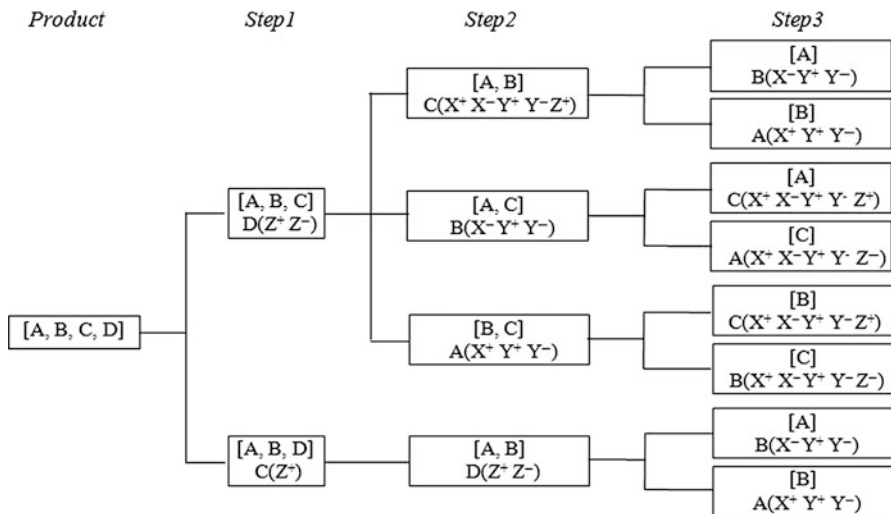 Product Step1 Step2 Step3
[A, B, C, D]
[A, B, C]
D(Z⁺ Z⁻)
[A, B, D]
C(Z⁺)
[A, B]
C(X⁺ X⁻ Y⁺ Y⁻ Z⁺)
[A, C]
B(X⁻ Y⁺ Y⁻)
[B, C]
A(X⁺ Y⁺ Y⁻)
[A, B]
D(Z⁺ Z⁻)
[A]
B(X⁻ Y⁺ Y⁻)
[B]
A(X⁺ Y⁺ Y⁻)
[A]
C(X⁺ X⁻ Y⁺ Y⁻ Z⁺)
[C]
A(X⁺ X⁻ Y⁺ Y⁻ Z⁻)
[B]
C(X⁺ X⁻ Y⁺ Y⁻ Z⁺)
[C]
B(X⁺ X⁻ Y⁺ Y⁻ Z⁻)
[A]
B(X⁻ Y⁺ Y⁻)
[B]
A(X⁺ Y⁺ Y⁻)